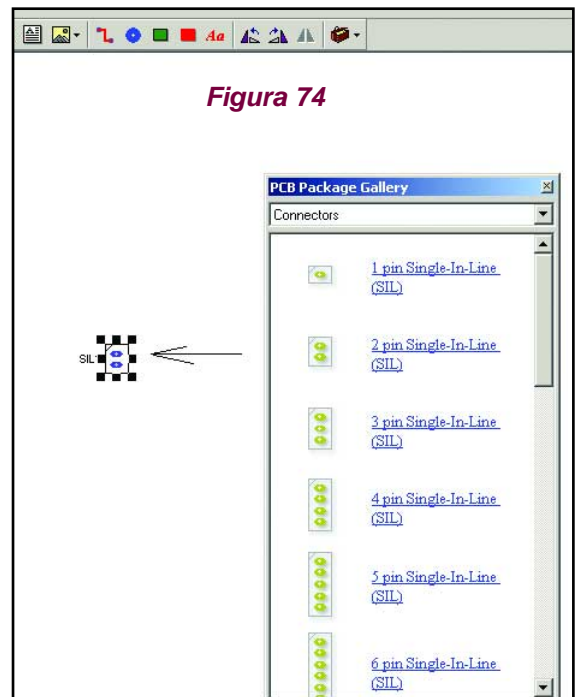 Aa
Figura 74
PCB Package Gallery
Connectors
1 pin Single-In-Line
(SIL)
2 pin Single-In-Line
(SIL)
SIL1
3 pin Single-In-Line
(SIL)
4 pin Single-In-Line
(SIL)
5 pin Single-In-Line
(SIL)
6 pin Single-In-Line
(SIL)